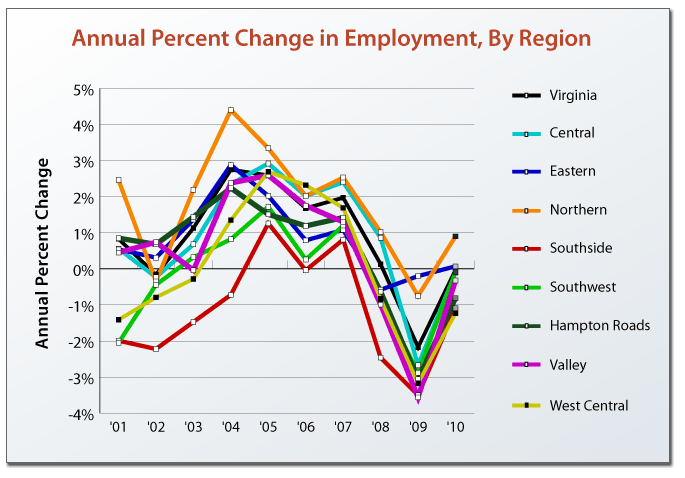 Annual Percent Change in Employment, By Region
Annual Percent Change
5%
4%
3%
2%
1%
0%
-1%
-2%
-3%
-4%
'01 '02 '03 '04 '05 '06 '07 '08 '09 '10
Virginia
Central
Eastern
Northern
Southside
Southwest
Hampton Roads
Valley
West Central